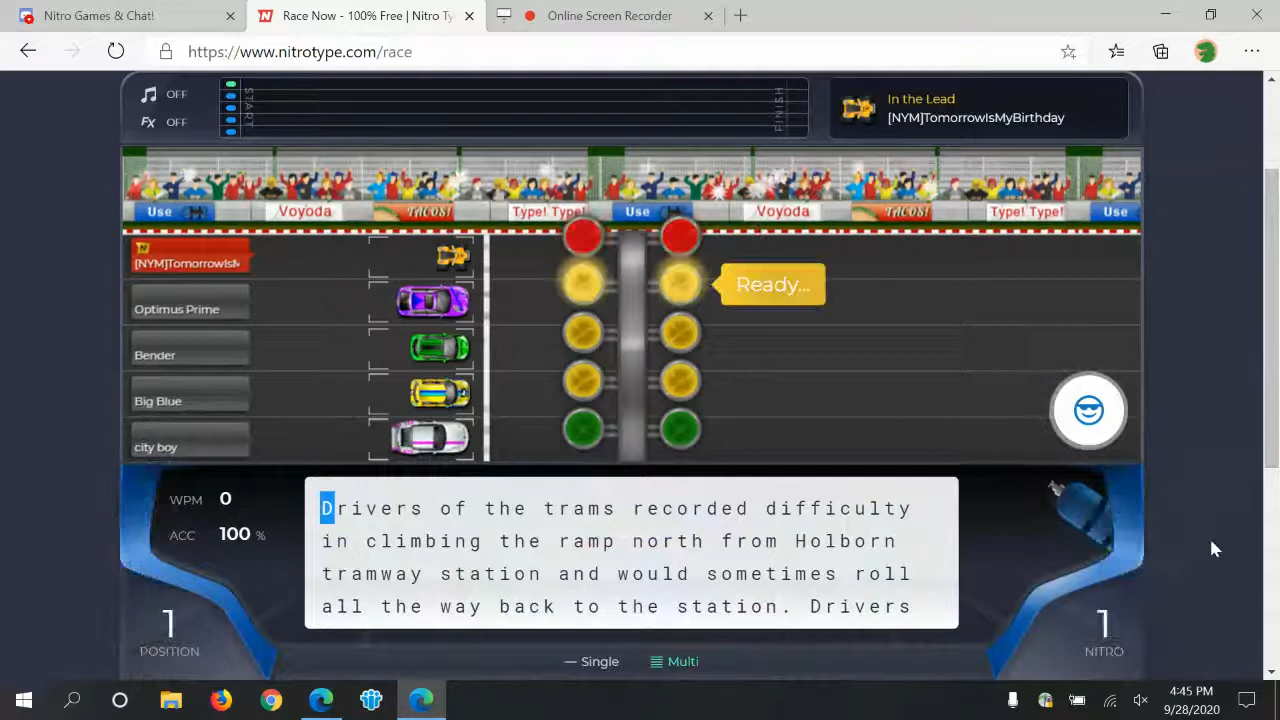 Nitro Games & Chat!
Race Now - 100% Free | Nitro Ty
Online Screen Recorder
https://www.nitrotype.com/race
OFF
Fx OFF
START
FINISH
In the Lead
[NYM]TomorrowIsMyBirthday
Use
Voyoda
TACOS!
Type! Type!
Use
Voyoda
TACOS!
Type! Type!
Use
[NYM]TomorrowIsM
Optimus Prime
Bender
Big Blue
city boy
Ready...
WPM 0
ACC 100 %
Drivers of the trams recorded difficulty
in climbing the ramp north from Holborn
tramway station and would sometimes roll
all the way back to the station. Drivers
1
POSITION
1
NITRO
Single
Multi
4:45 PM
9/28/2020